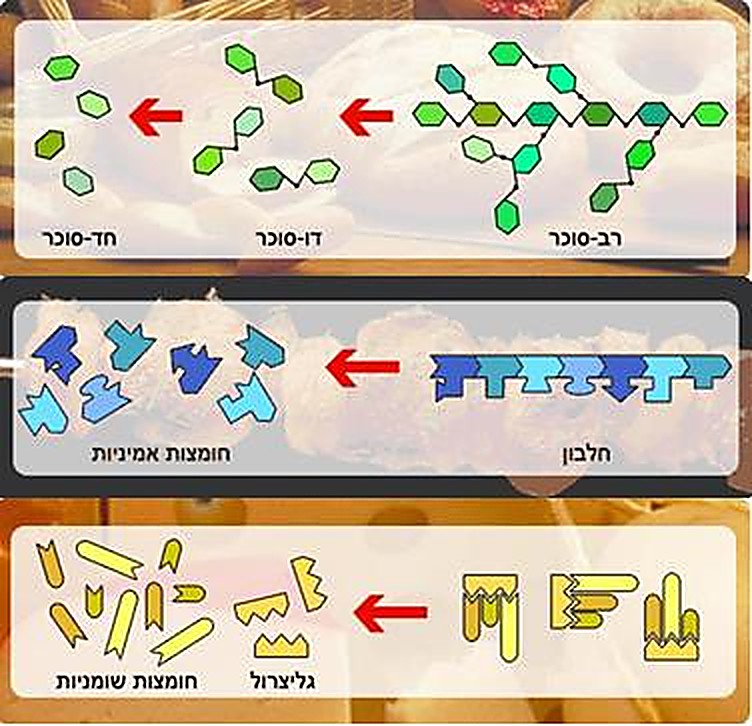 רב-סוכר
דו-סוכר
חד-סוכר
חלבון
חומצות אמיניות
גליצרול
חומצות שומניות